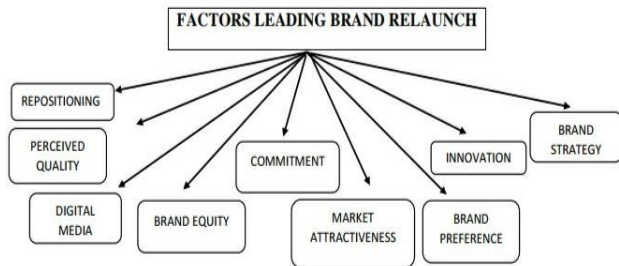 FACTORS LEADING BRAND RELAUNCH
REPOSITIONING
PERCEIVED
QUALITY
DIGITAL
MEDIA
BRAND EQUITY
COMMITMENT
MARKET
ATTRACTIVENESS
BRAND
PREFERENCE
INNOVATION
BRAND
STRATEGY